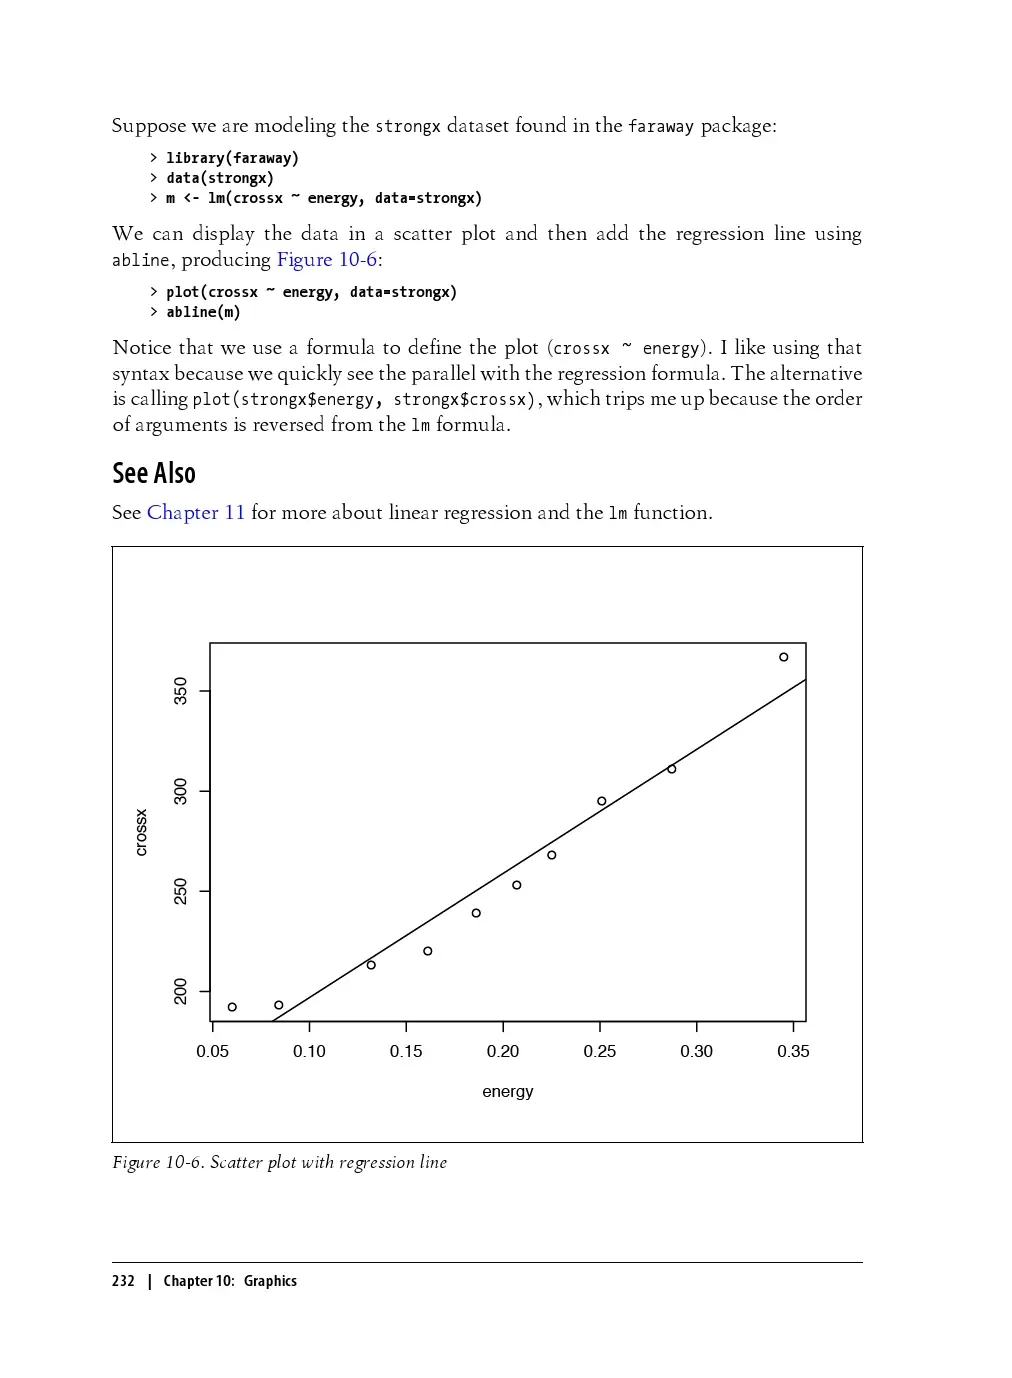 Suppose we are modeling the strongx dataset found in the faraway package:
> library(faraway)
> data(strongx)
> m <- lm(crossx ~ energy, data=strongx)
We can display the data in a scatter plot and then add the regression line using
abline, producing Figure 10-6:
> plot(crossx ~ energy, data=strongx)
> abline(m)
Notice that we use a formula to define the plot (crossx ~ energy). I like using that
syntax because we quickly see the parallel with the regression formula. The alternative
is calling plot(strongx$energy, strongx$crossx), which trips me up because the order
of arguments is reversed from the lm formula.
See Also
See Chapter 11 for more about linear regression and the lm function.
350
300
250
200
crossx
0.05 0.10 0.15 0.20 0.25 0.30 0.35
energy
Figure 10-6. Scatter plot with regression line
232 | Chapter 10: Graphics